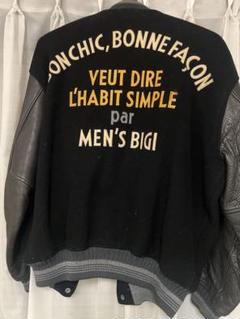 BON CHIC, BONNE FAÇON
VEUT DIRE
L'HABIT SIMPLE
par
MEN'S BIGI